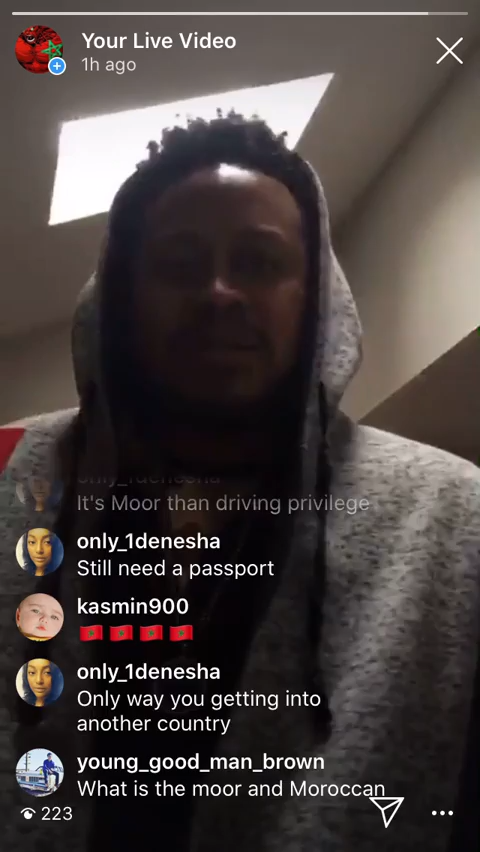 Your Live Video
1h ago
only_1denesha
It's Moor than driving privilege
only_1denesha
Still need a passport
kasmin900
🇲🇦 🇲🇦 🇲🇦 🇲🇦
only_1denesha
Only way you getting into
another country
young_good_man_brown
What is the moor and Moroccan
223